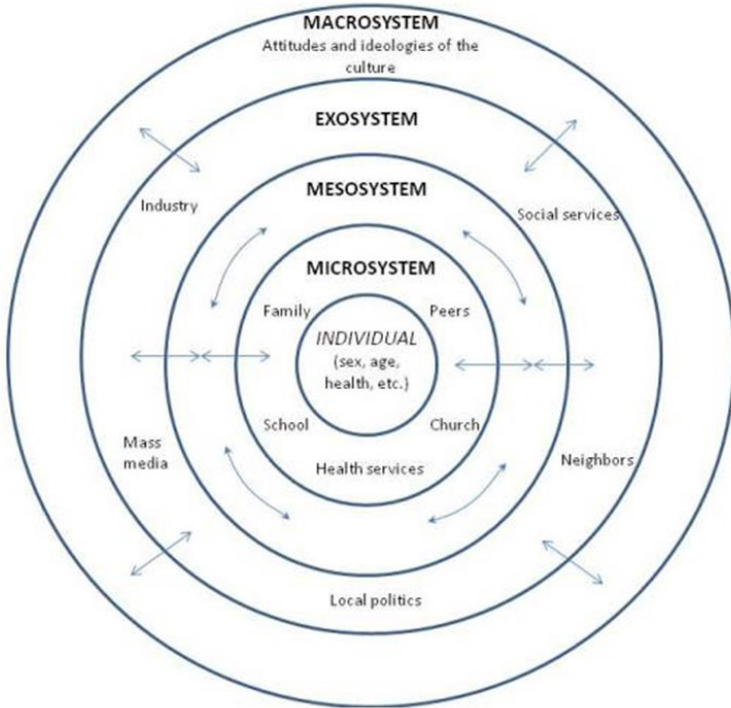 MACROSYSTEM
Attitudes and ideologies of the
culture
EXOSYSTEM
MESOSYSTEM
Industry
Social services
MICROSYSTEM
Family
Peers
INDIVIDUAL
(sex, age,
health, etc.)
School
Church
Mass
media
Health services
Neighbors
Local politics